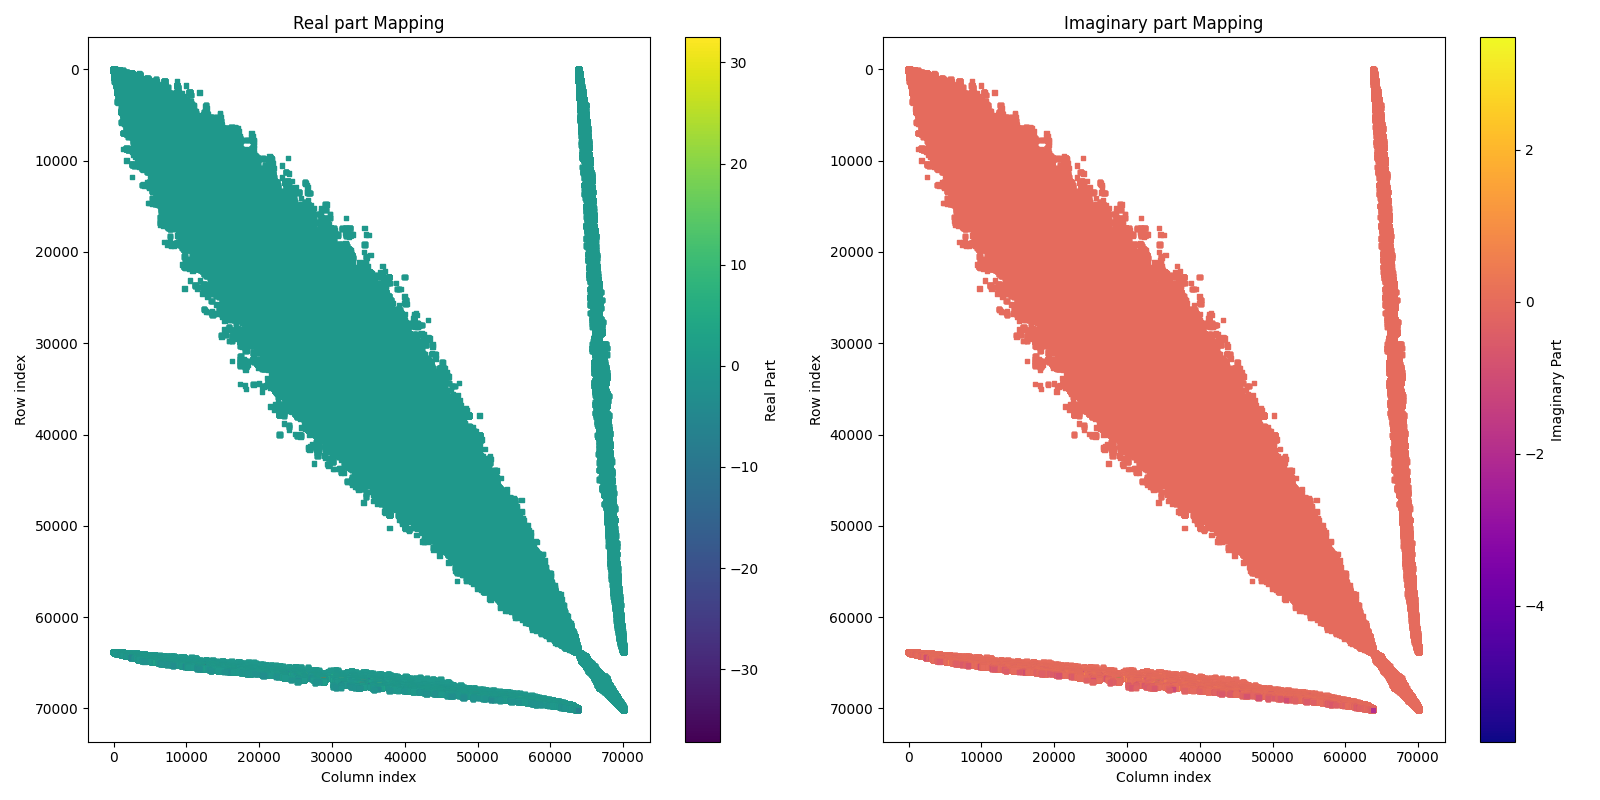 Real part Mapping
0
10000
20000
30000
40000
50000
60000
70000
Row index
0 10000 20000 30000 40000 50000 60000 70000
Column index
30
20
10
0
−10
−20
−30
Real Part
Imaginary part Mapping
0
10000
20000
30000
40000
50000
60000
70000
Row index
0 10000 20000 30000 40000 50000 60000 70000
Column index
2
0
−2
−4
Imaginary Part